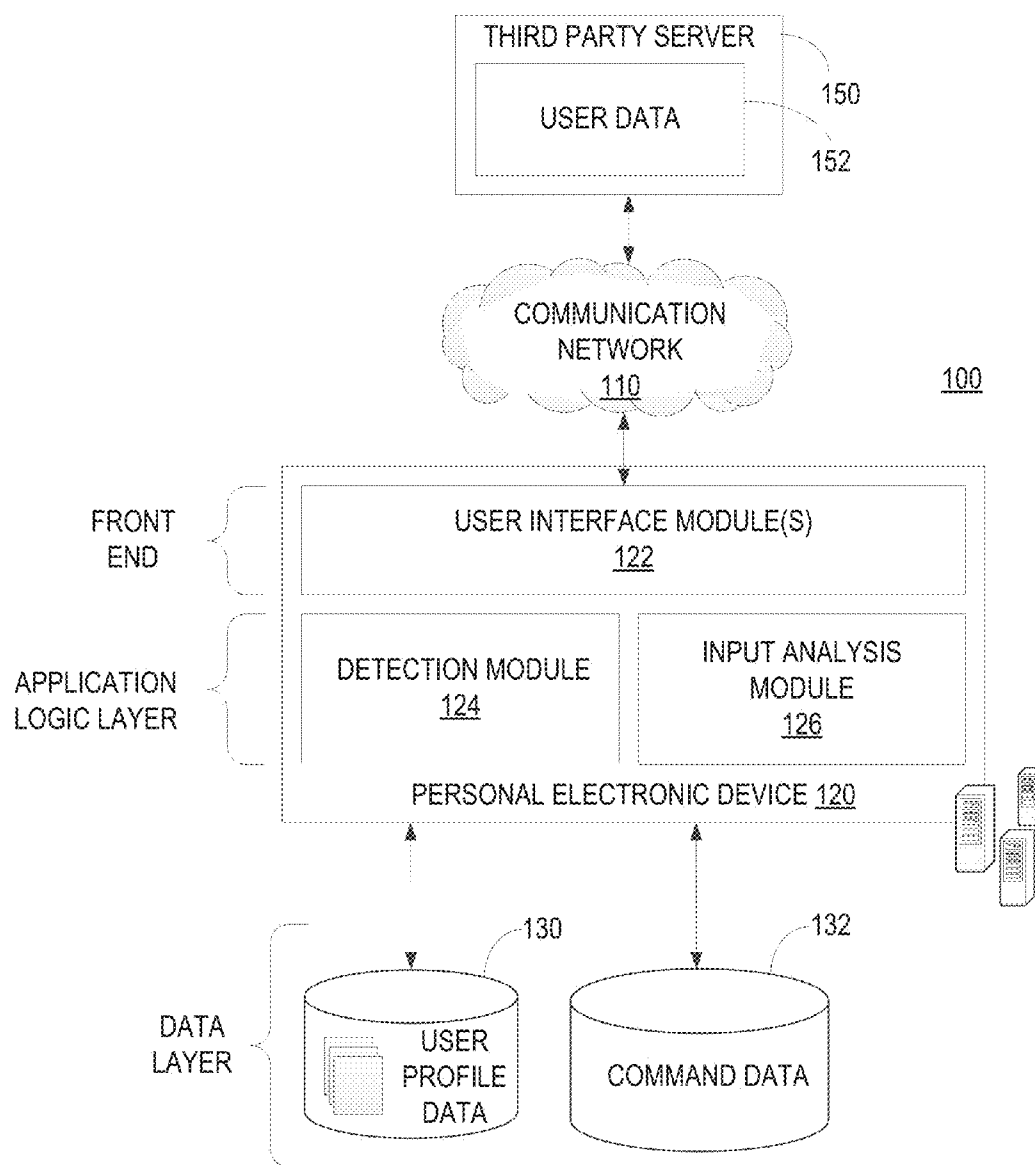 THIRD PARTY SERVER
150
USER DATA
152
COMMUNICATION
NETWORK
110
100
FRONT
END
USER INTERFACE MODULE(S)
122
APPLICATION
LOGIC LAYER
DETECTION MODULE
124
INPUT ANALYSIS
MODULE
126
PERSONAL ELECTRONIC DEVICE 120
130
132
DATA
LAYER
USER
PROFILE
DATA
COMMAND DATA